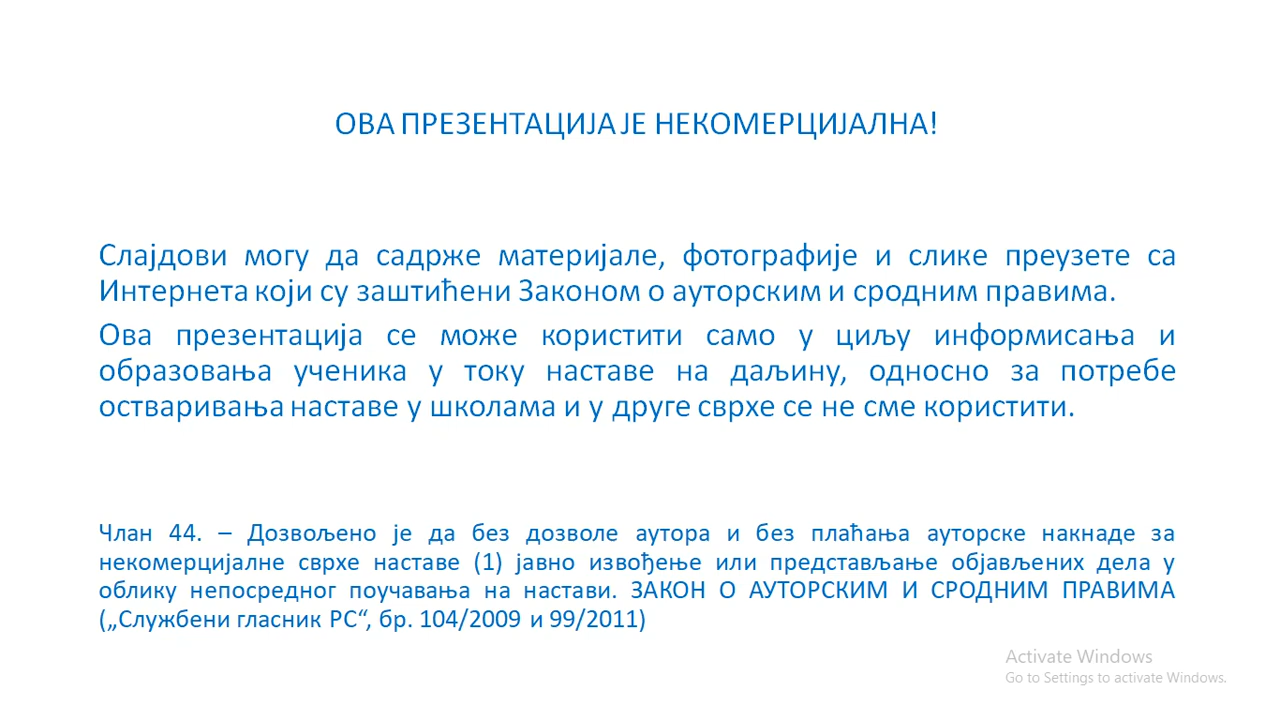 ОВА ПРЕЗЕНТАЦИЈА ЈЕ НЕКОМЕРЦИЈАЛНА!
Слајдови могу да садрже материјале, фотографије и слике преузете са
Интернета који су заштићени Законом о ауторским и сродним правима.
Ова презентација се може користити само у циљу информисања и
образовања ученика у току наставе на даљину, односно за потребе
остваривања наставе у школама и у друге сврхе се не сме користити.
Члан 44. – Дозвољено је да без дозволе аутора и без плаћања ауторске накнаде за
некомерцијалне сврхе наставе (1) јавно извођење или представљање објављених дела у
облику непосредног поучавања на настави. ЗАКОН О АУТОРСКИМ И СРОДНИМ ПРАВИМА
(„Службени гласник РС“, бр. 104/2009 и 99/2011)
Activate Windows
Go to Settings to activate Windows.